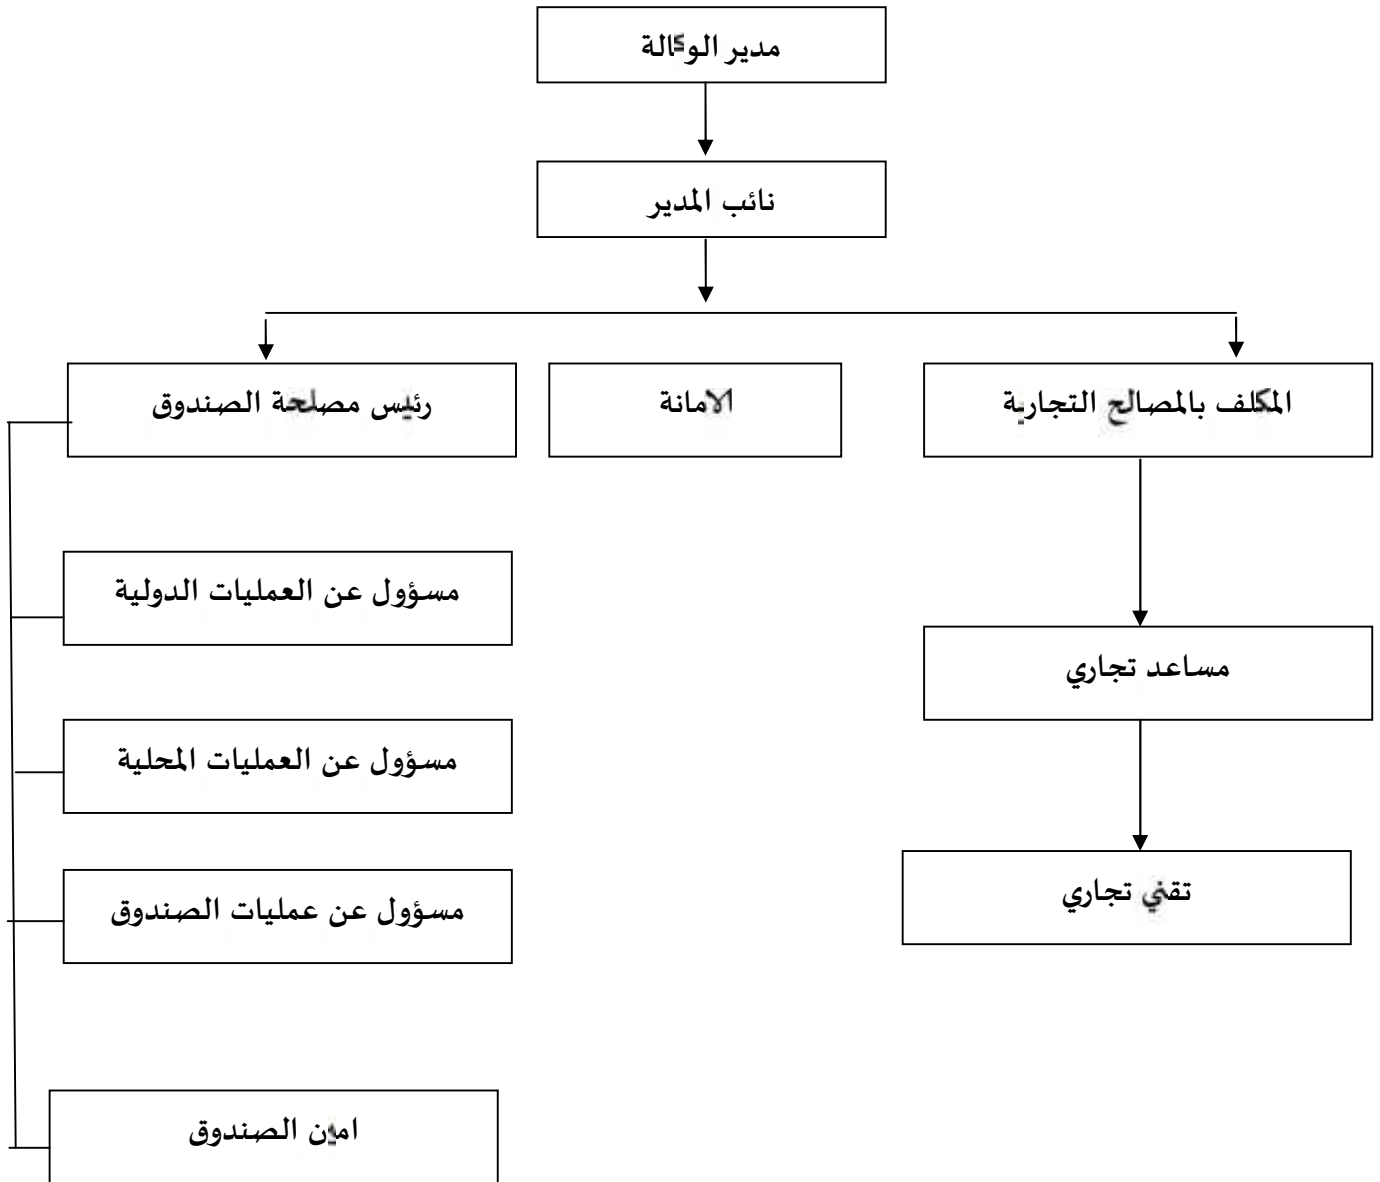 مدير الوكالة
نائب المدير
المكلف بالمصالح التجارية
الامانة
رئيس مصلحة الصندوق
مسؤول عن العمليات الدولية
مساعد تجاري
مسؤول عن العمليات المحلية
تقني تجاري
مسؤول عن عمليات الصندوق
امين الصندوق